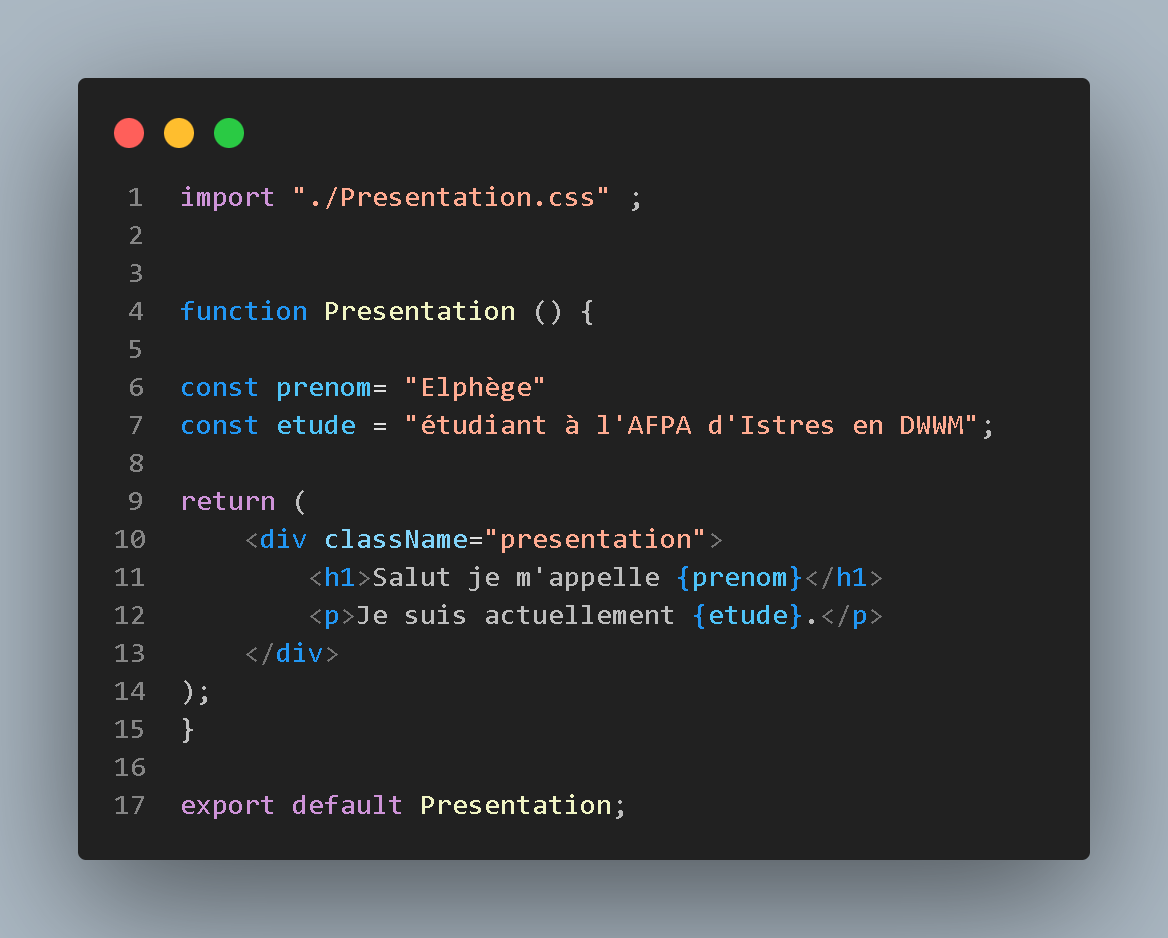 1 import "./Presentation.css" ;
2
3
4 function Presentation () {
5
6 const prenom= "Elphège"
7 const etude = "étudiant à l'AFPA d'Istres en DWWM";
8
9 return (
10     <div className="presentation">
11         <h1>Salut je m'appelle {prenom}</h1>
12         <p>Je suis actuellement {etude}.</p>
13     </div>
14 );
15 }
16
17 export default Presentation;